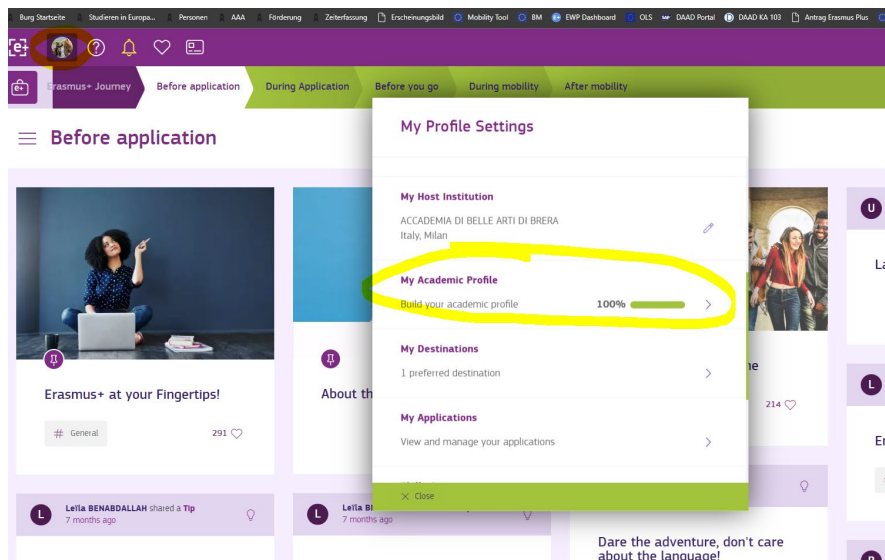 Burg Startseite Studieren in Europa... Personen AAA Förderung Zeiterfassung Erscheinungsbild Mobility Tool BM EWP Dashboard OLS DAAD Portal DAAD KA 103 Antrag Erasmus Plus
e+
e+ Erasmus+ Journey Before application During Application Before you go During mobility After mobility
Before application
My Profile Settings
My Host Institution
ACCADEMIA DI BELLE ARTI DI BRERA
Italy, Milan
My Academic Profile
Build your academic profile 100%
My Destinations
1 preferred destination
My Applications
View and manage your applications
Close
Erasmus+ at your Fingertips!
# General 291
Leïla BENABDALLAH shared a Tip
7 months ago
L
About th
L
Leïla B
7 months ago
214
Dare the adventure, don't care
about the language!
U
La
L